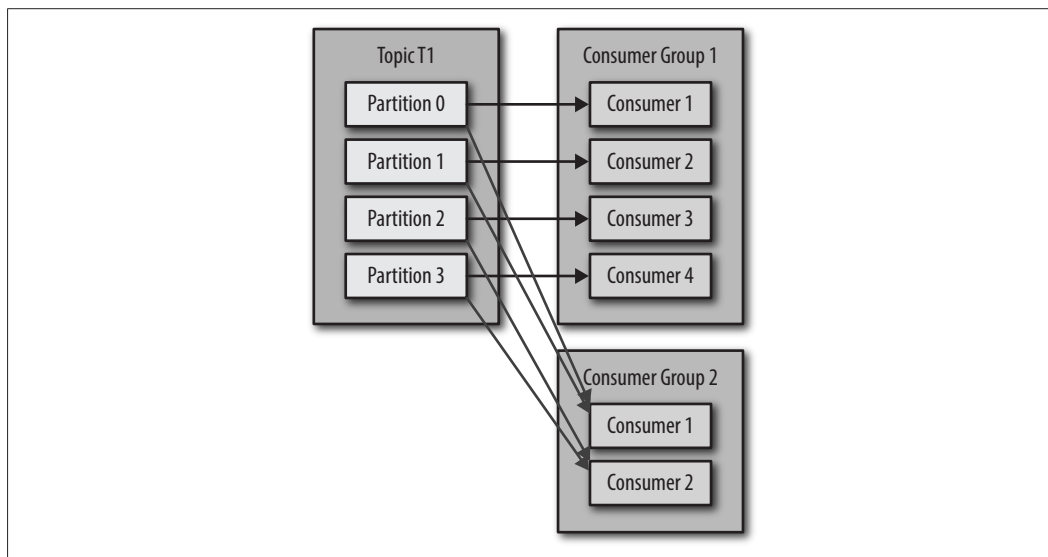 Topic T1
Partition 0
Partition 1
Partition 2
Partition 3
Consumer Group 1
Consumer 1
Consumer 2
Consumer 3
Consumer 4
Consumer Group 2
Consumer 1
Consumer 2